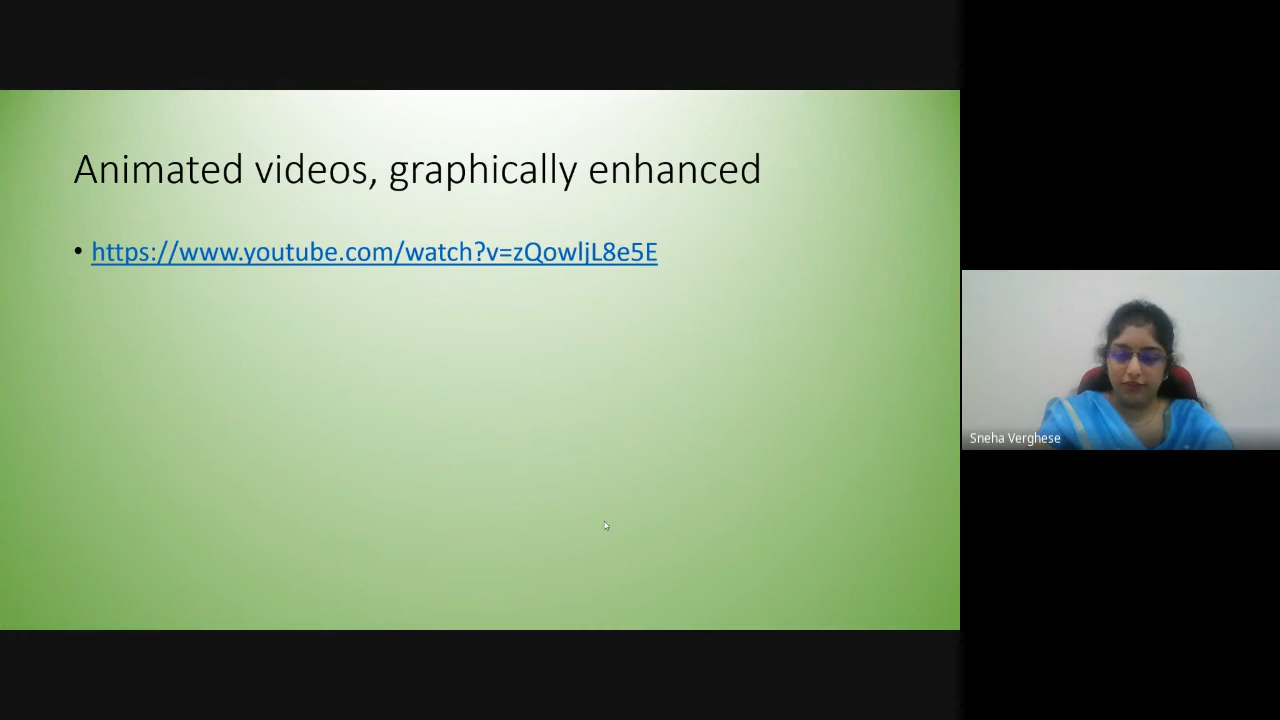 Animated videos, graphically enhanced
• https://www.youtube.com/watch?v=zQowljL8e5E
Sneha Verghese